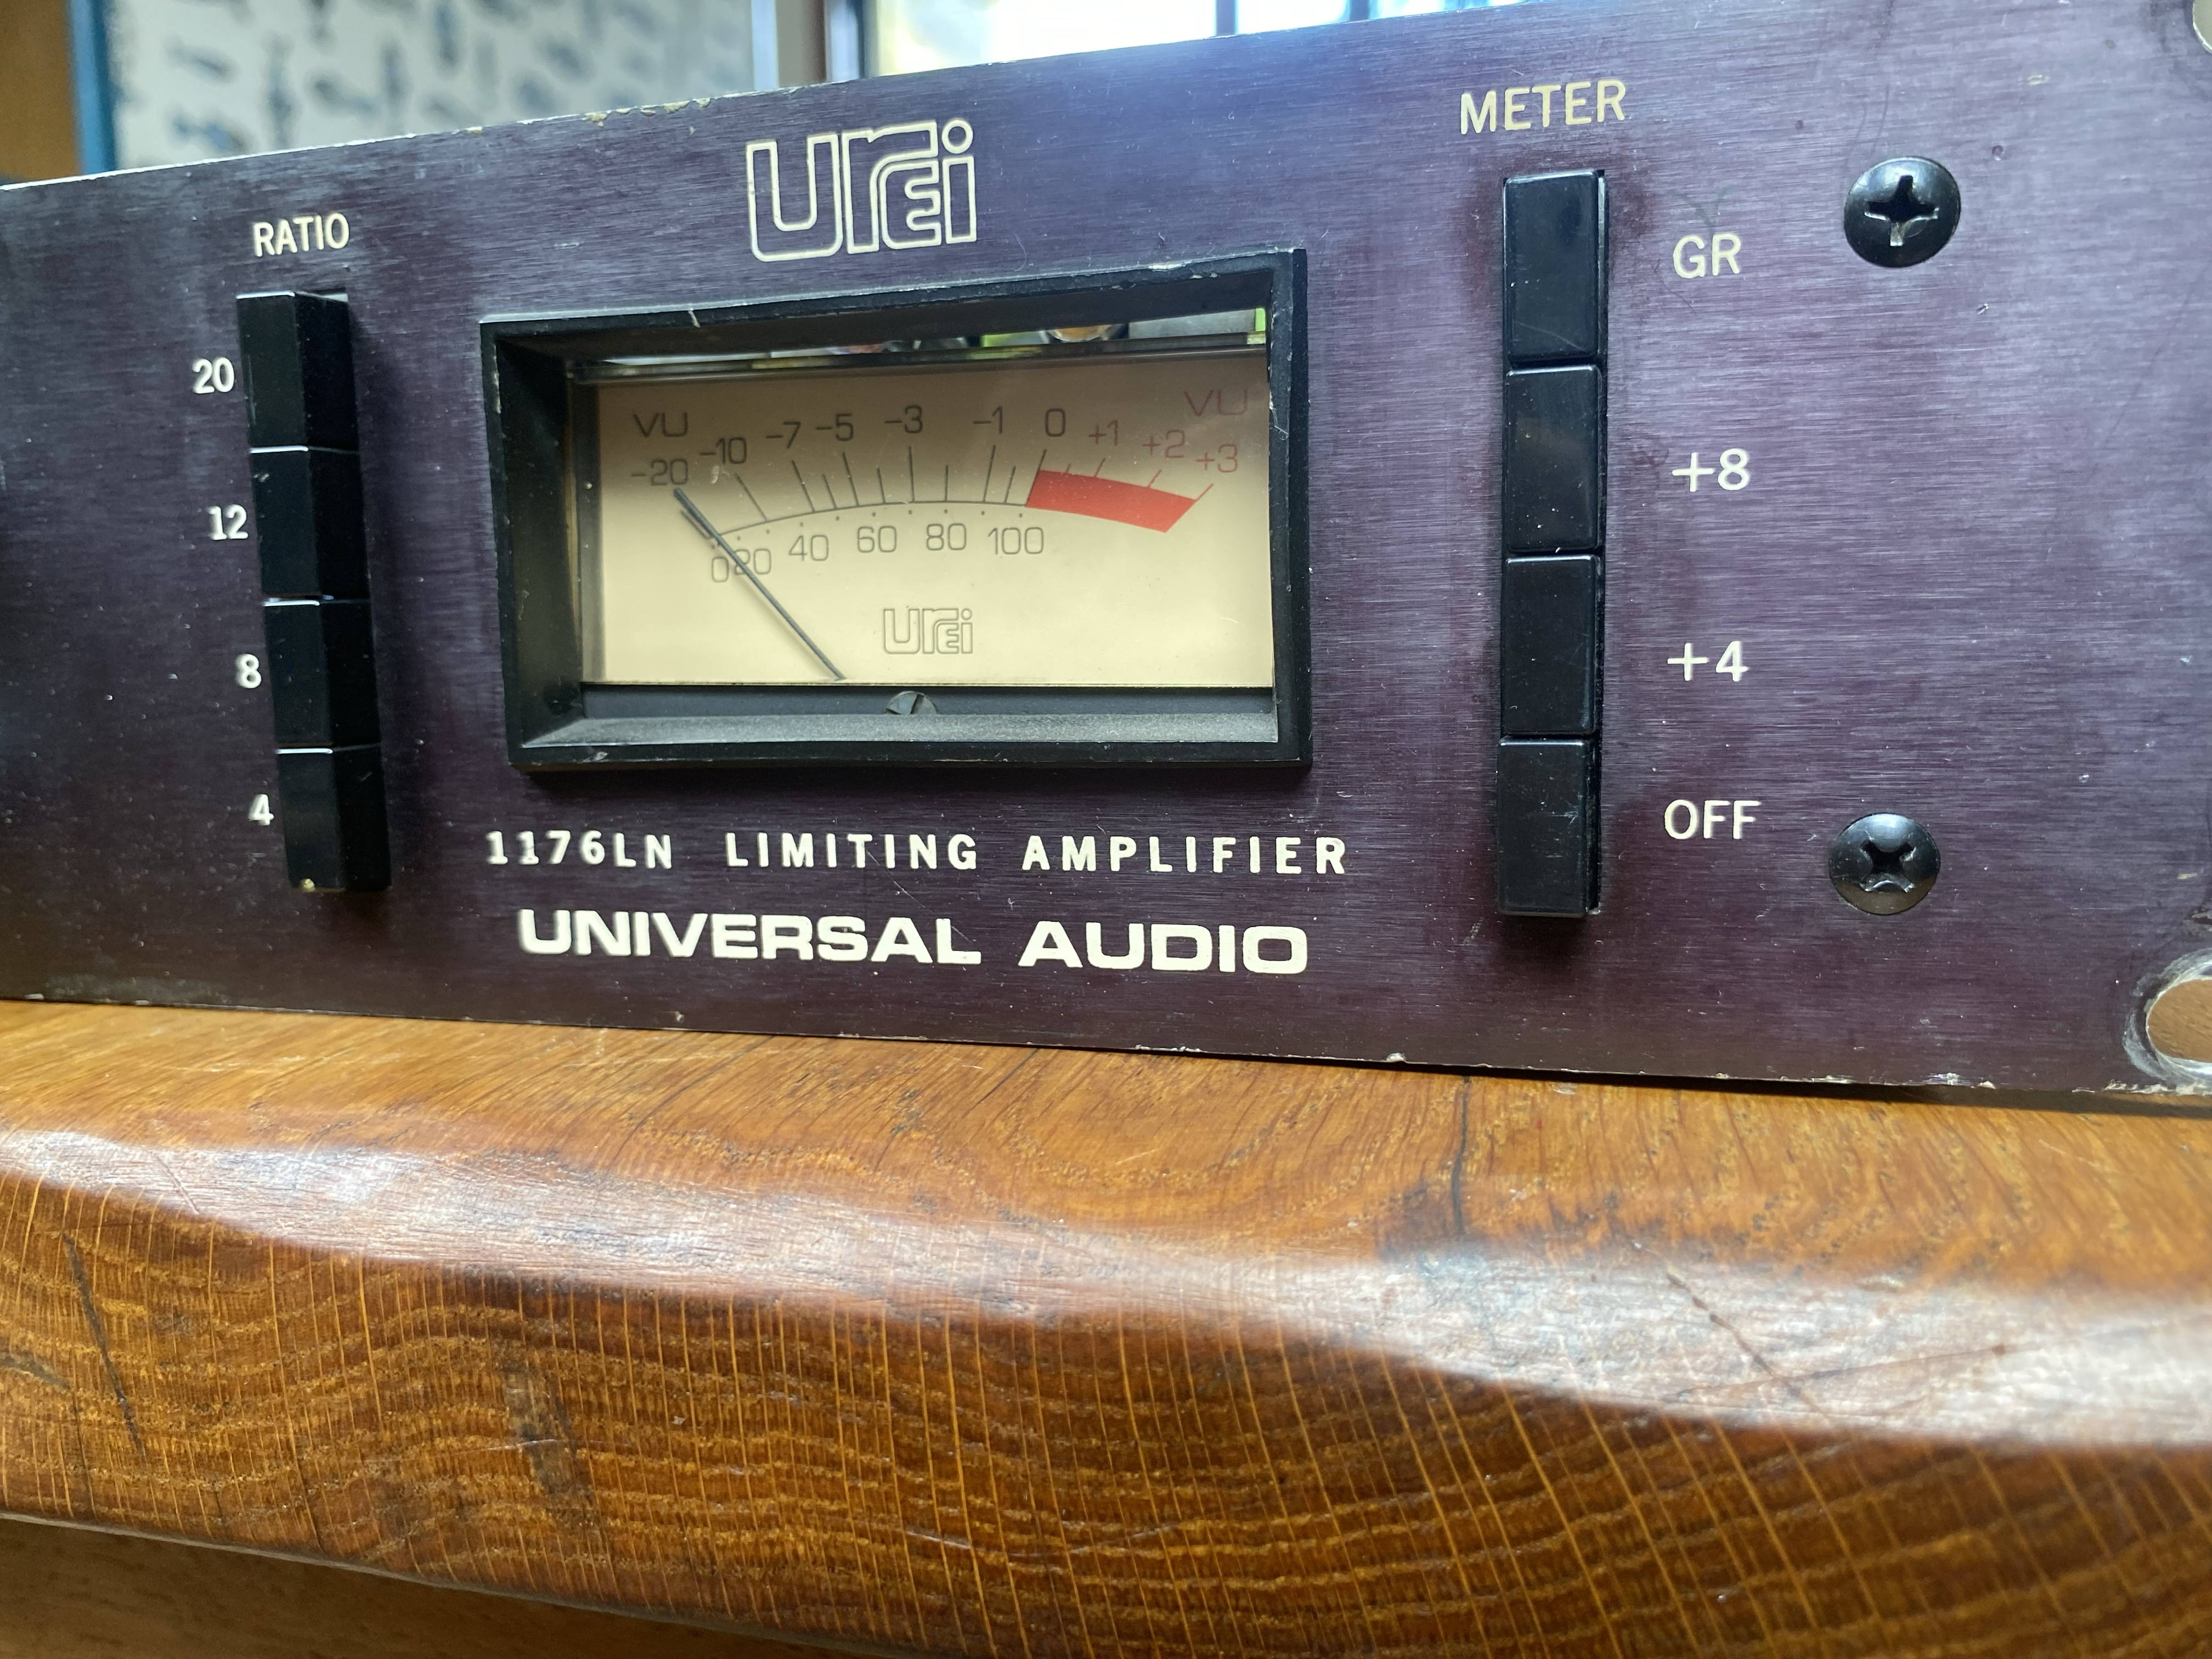 urei
METER
RATIO
GR
20
VU VU
-20 -10 -7 -5 -3 -1 0 +1 +2 +3
+8
12
0 20 40 60 80 100
urei
8
+4
4
OFF
1176LN LIMITING AMPLIFIER
UNIVERSAL AUDIO